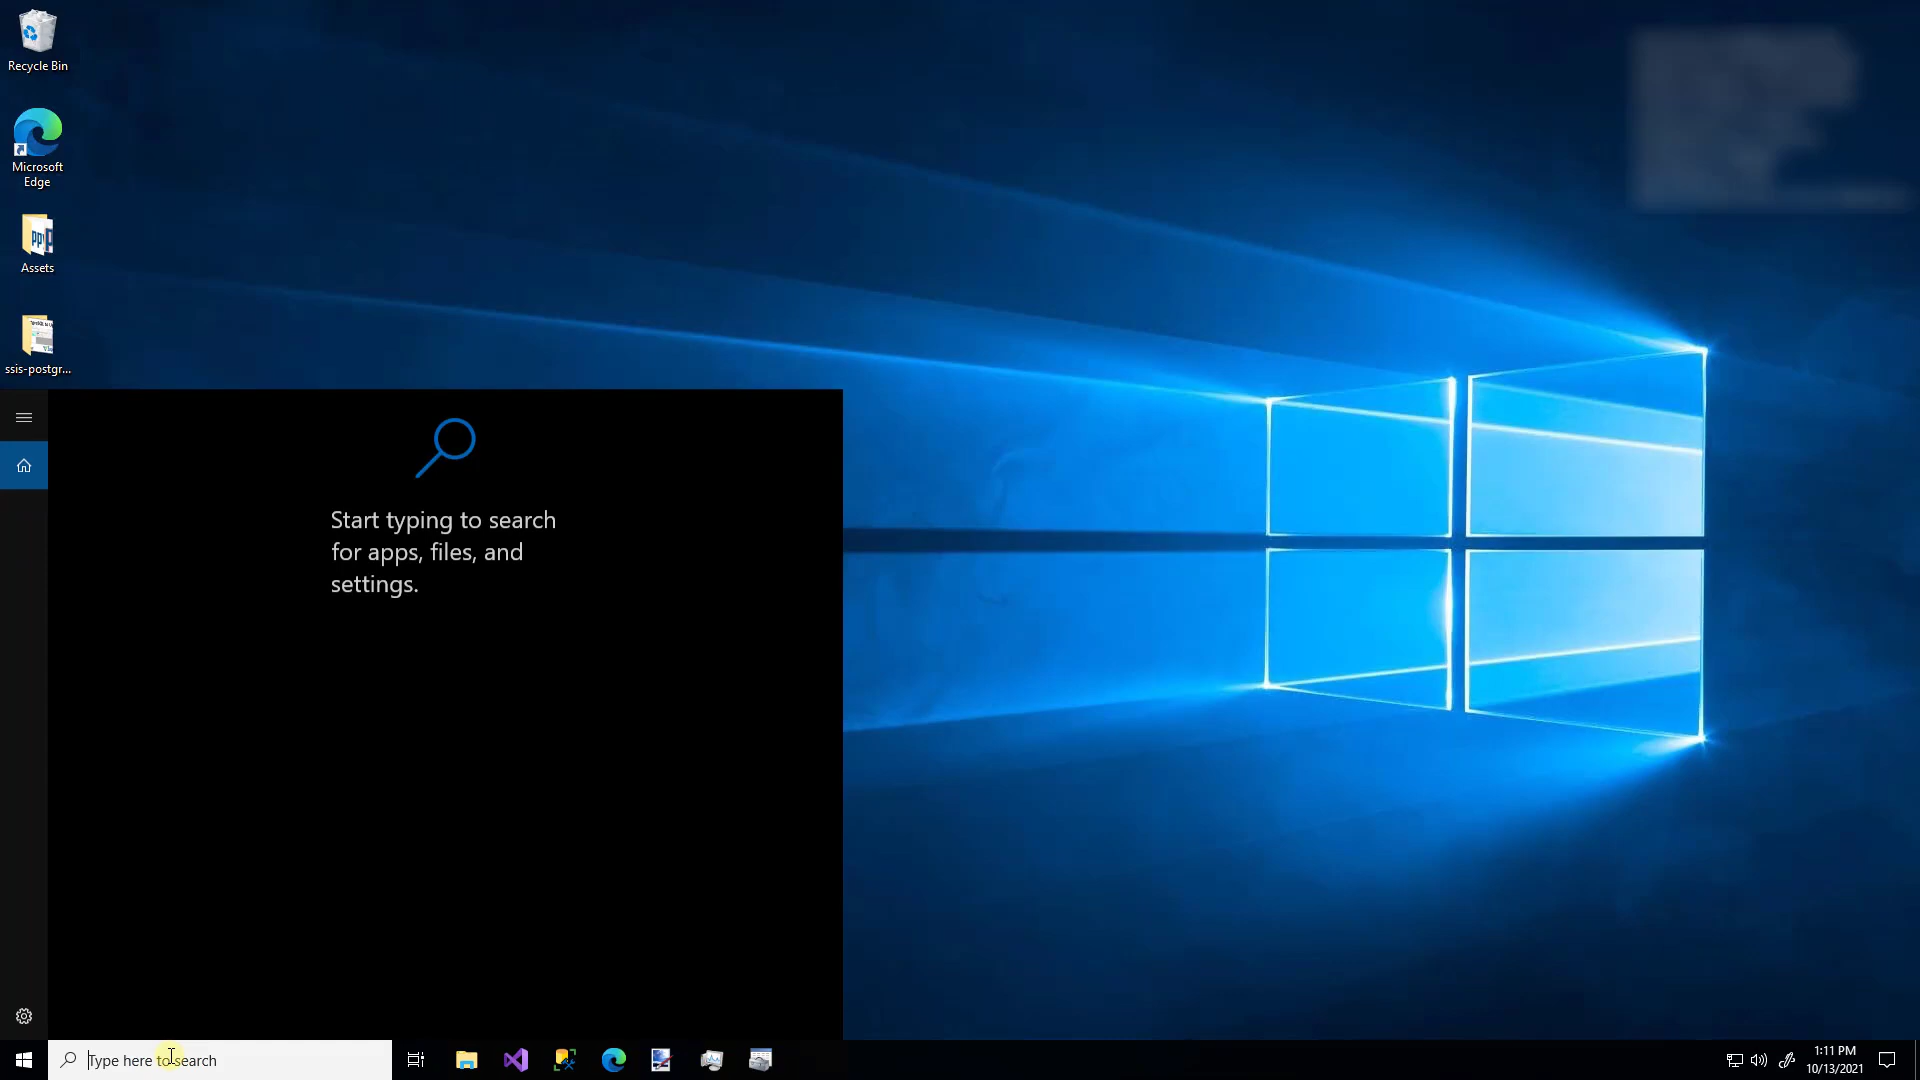 Recycle Bin
Microsoft
Edge
Assets
ssis-postgr...
Start typing to search
for apps, files, and
settings.
Type here to search
1:11 PM
10/13/2021